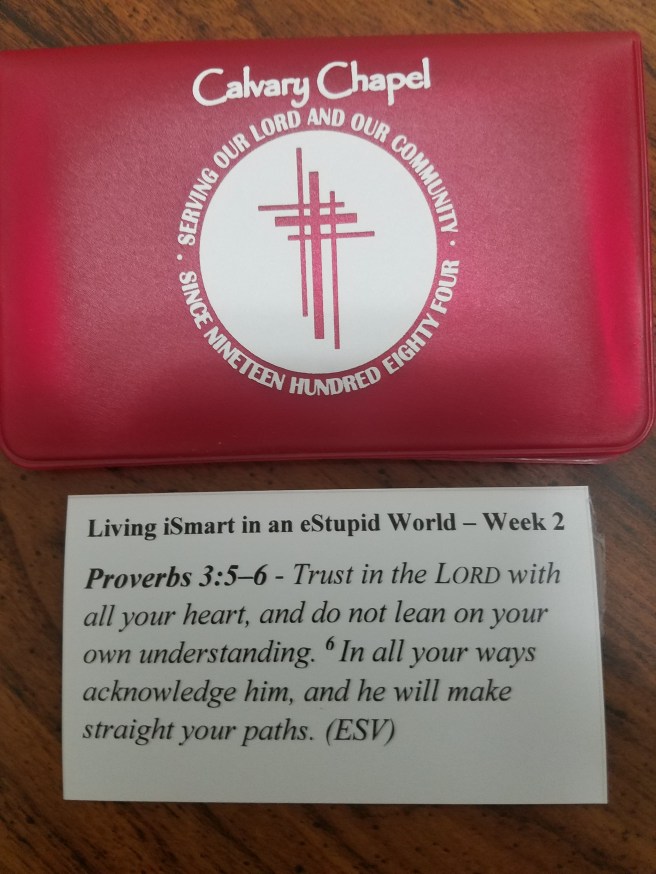 Calvary Chapel
· SERVING OUR LORD AND OUR COMMUNITY ·
SINCE NINETEEN HUNDRED EIGHTY FOUR
Living iSmart in an eStupid World – Week 2
Proverbs 3:5–6 - Trust in the LORD with
all your heart, and do not lean on your
own understanding. ⁶ In all your ways
acknowledge him, and he will make
straight your paths. (ESV)